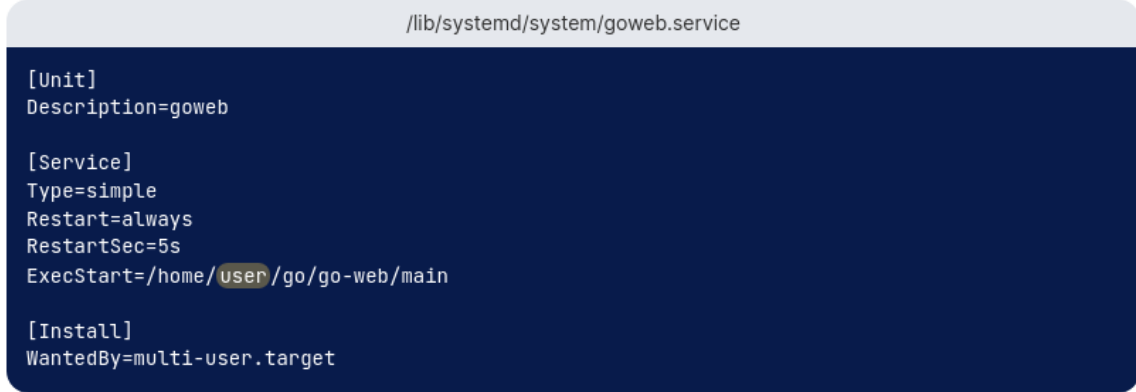 /lib/systemd/system/goweb.service
[Unit]
Description=goweb
[Service]
Type=simple
Restart=always
RestartSec=5s
ExecStart=/home/user/go/go-web/main
[Install]
WantedBy=multi-user.target